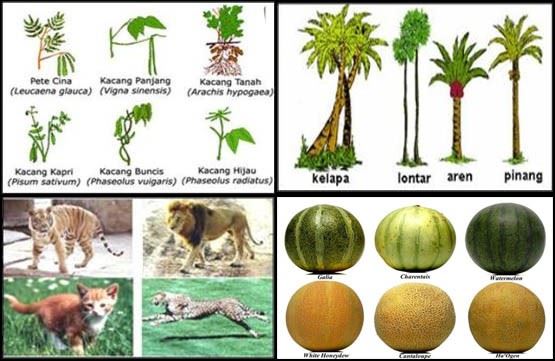 Pete Cina
(Leucaena glauca)
Kacang Panjang
(Vigna sinensis)
Kacang Tanah
(Arachis hypogaea)
Kacang Kapri
(Pisum sativum)
Kacang Buncis
(Phaseolus vuigaris)
Kacang Hijau
(Phaseolus radiatus)
kelapa
lontar
aren
pinang
Galia
Charentais
Watermelon
White Honeydew
Cantaloupe
Ha'Ogen